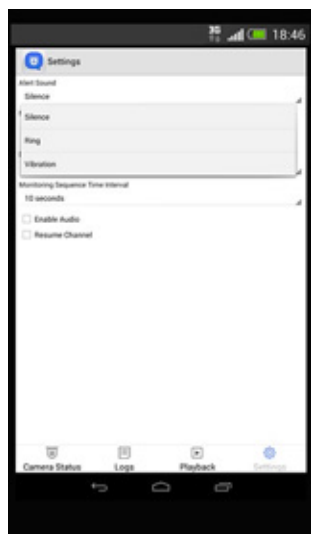 3G
18:46
Settings
Alert Sound
Silence
Silence
Ring
Vibration
Monitoring Sequence Time Interval
10 seconds
Enable Audio
Resume Channel
Camera Status
Logs
Playback
Settings